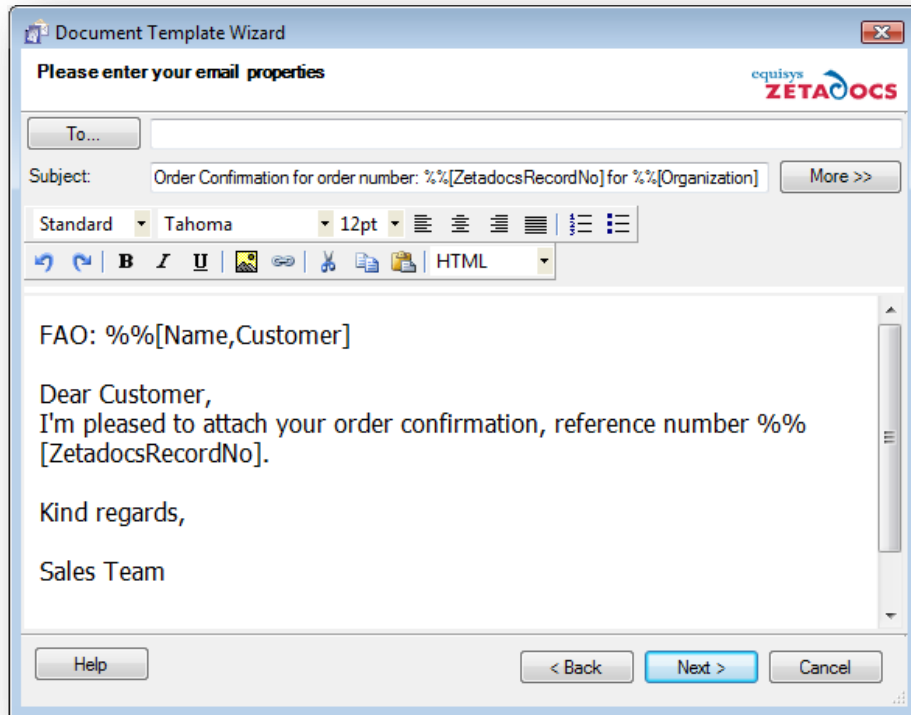 Document Template Wizard
Please enter your email properties
equisys
ZETADOCS
To...
Subject: Order Confirmation for order number: %%[ZetadocsRecordNo] for %%[Organization] More >>
Standard Tahoma 12pt
B I U HTML
FAO: %%[Name,Customer]
Dear Customer,
I'm pleased to attach your order confirmation, reference number %%
[ZetadocsRecordNo].
Kind regards,
Sales Team
Help < Back Next > Cancel